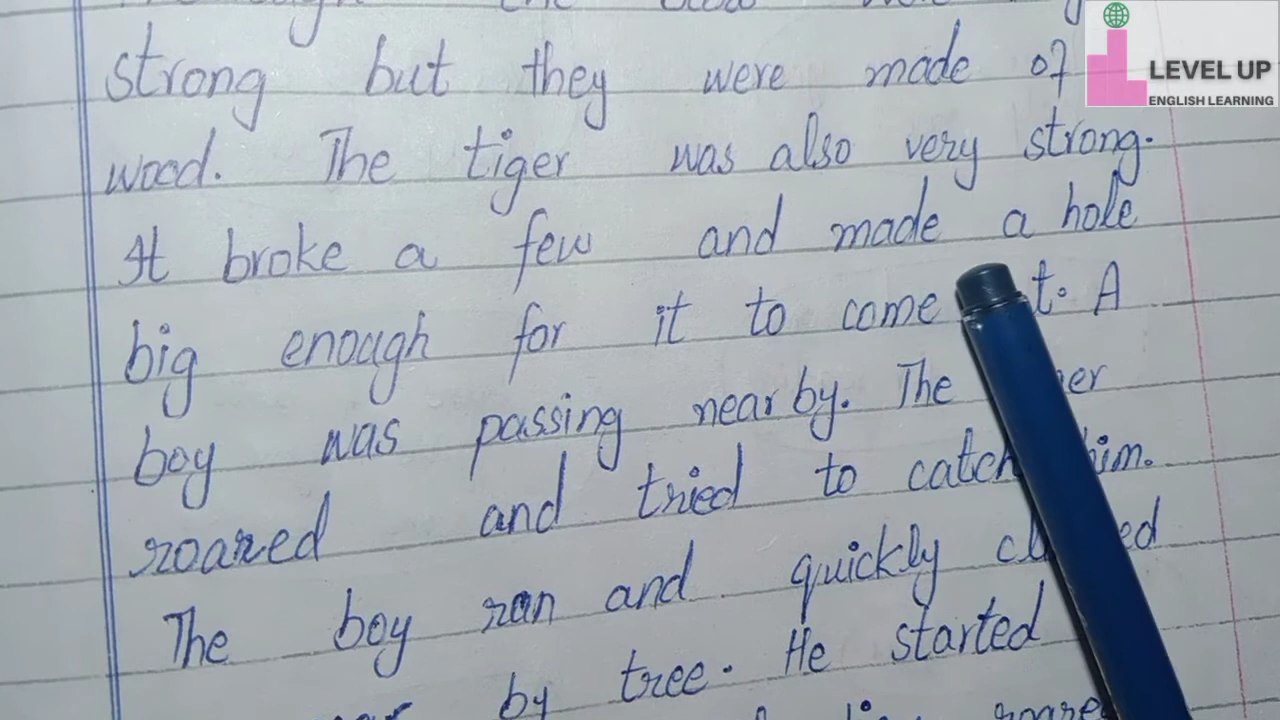 LEVEL UP
ENGLISH LEARNING
strong but they were made of
wood. The tiger was also very strong.
It broke a few and made a hole
big enough for it to come t. A
boy was passing nearby. The er
roared and tried to catch him.
The boy ran and quickly cl ed
by tree. He started